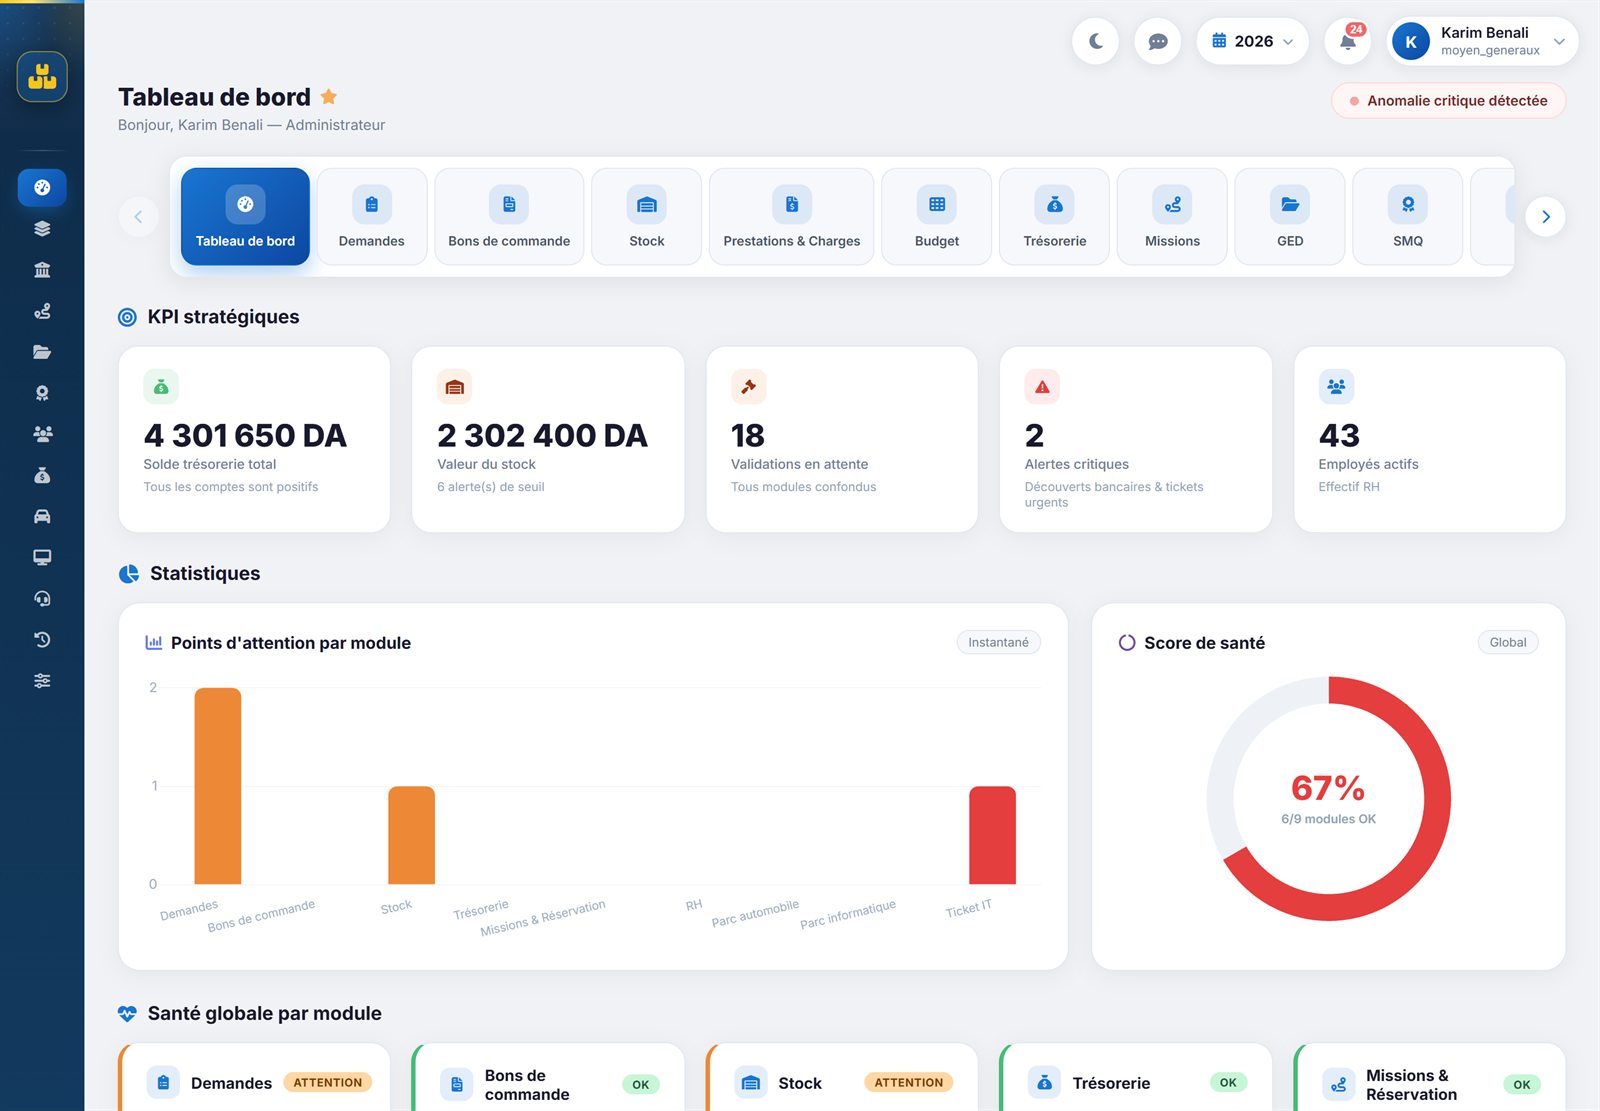 2026
24
K
Karim Benali
moyen_generaux
Tableau de bord
Bonjour, Karim Benali — Administrateur
Anomalie critique détectée
Tableau de bord
Demandes
Bons de commande
Stock
Prestations & Charges
Budget
Trésorerie
Missions
GED
SMQ
KPI stratégiques
4 301 650 DA
Solde trésorerie total
Tous les comptes sont positifs
2 302 400 DA
Valeur du stock
6 alerte(s) de seuil
18
Validations en attente
Tous modules confondus
2
Alertes critiques
Découverts bancaires & tickets
urgents
43
Employés actifs
Effectif RH
Statistiques
Points d'attention par module
Instantané
2
1
0
Demandes
Bons de commande
Stock
Trésorerie
Missions & Réservation
RH
Parc automobile
Parc informatique
Ticket IT
Score de santé
Global
67%
6/9 modules OK
Santé globale par module
Demandes
ATTENTION
Bons de
commande
OK
Stock
ATTENTION
Trésorerie
OK
Missions &
Réservation
OK